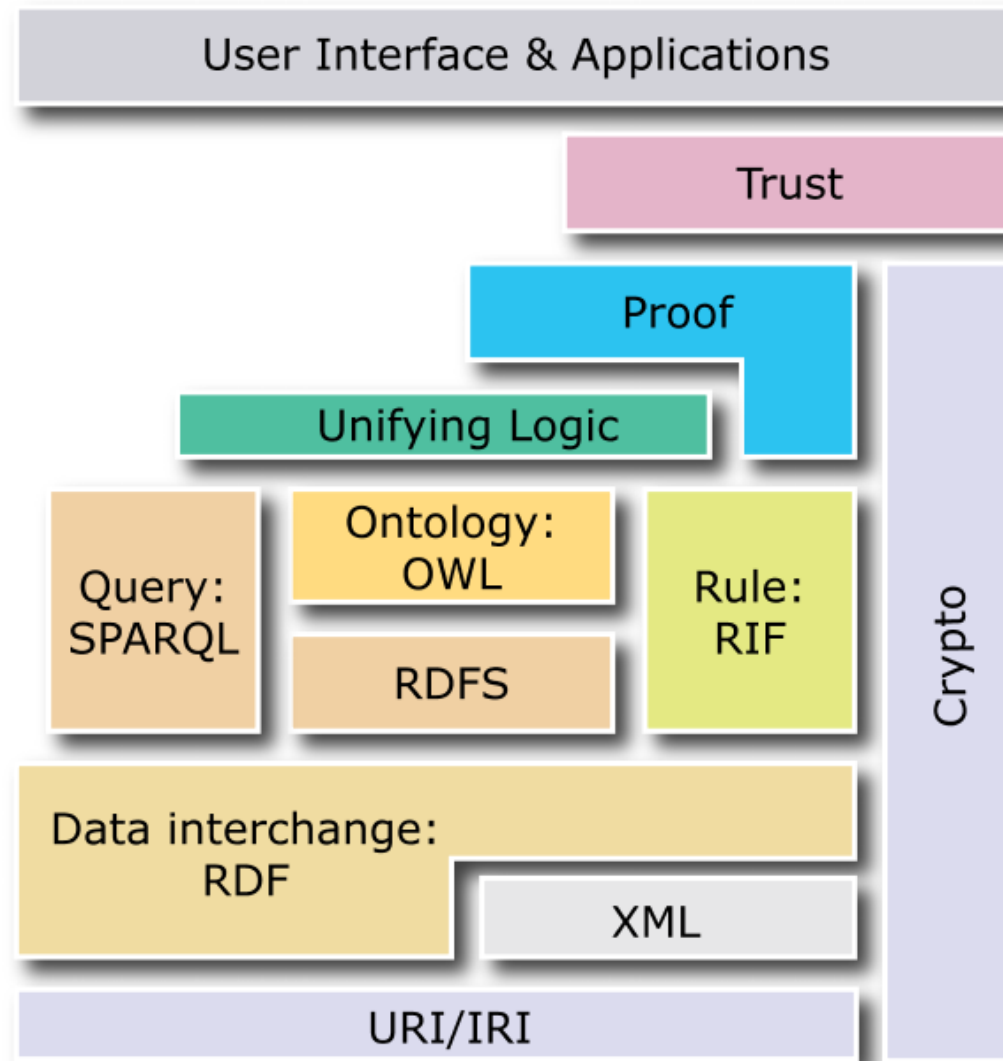 User Interface & Applications
Trust
Proof
Unifying Logic
Query:
SPARQL
Ontology:
OWL
RDFS
Rule:
RIF
Crypto
Data interchange:
RDF
XML
URI/IRI